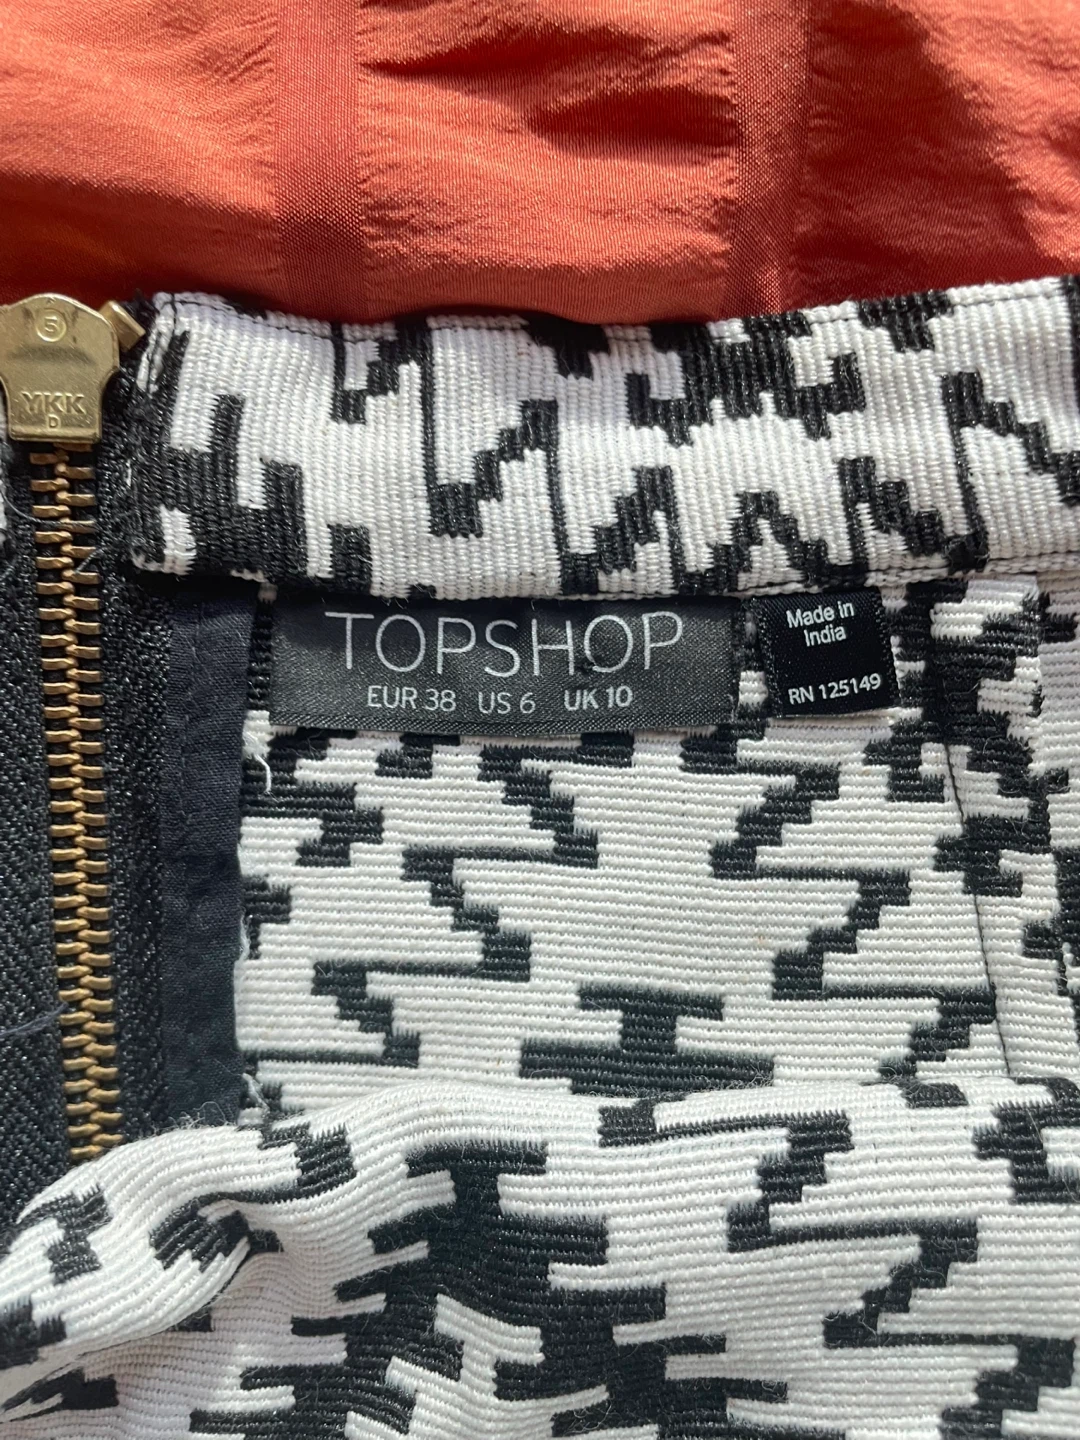 5
YKK
D
TOPSHOP
EUR 38 US 6 UK 10
Made in
India
RN 125149